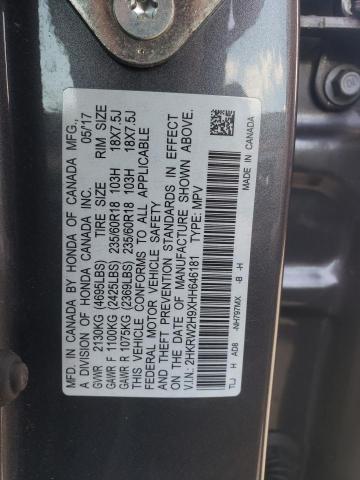 MFD. IN CANADA BY HONDA OF CANADA MFG.,
A DIVISION OF HONDA CANADA INC. 05/17
GVWR 2130KG (4695LBS) TIRE SIZE RIM SIZE
GAWR F 1100KG (2425LBS) 235/60R18 103H 18X7.5J
GAWR R 1075KG (2369LBS) 235/60R18 103H 18X7.5J
THIS VEHICLE CONFORMS TO ALL APPLICABLE
FEDERAL MOTOR VEHICLE SAFETY
AND THEFT PREVENTION STANDARDS IN EFFECT
ON THE DATE OF MANUFACTURE SHOWN ABOVE.
V.I.N.: 2HKRW2H9XHH646181 TYPE: MPV
TLJ H AD8 -NH797MX -B -H
MADE IN CANADA